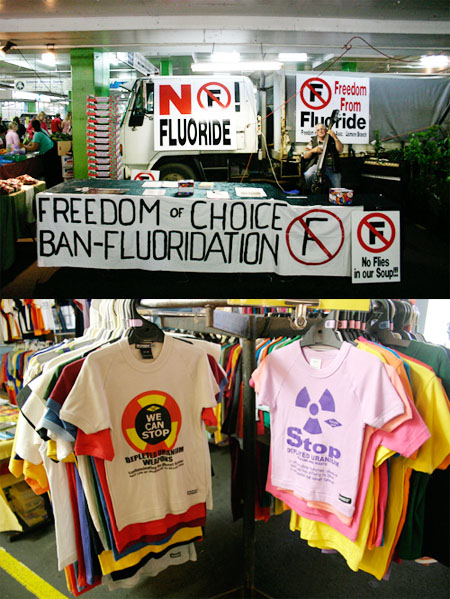 NO F!
FLUORIDE
F
Freedom
From
Fluoride
FREEDOM OF CHOICE
BAN-FLUORIDATION
F
F
No Flies
in our Soup!!!
WE
CAN
STOP
DEPLETED URANIUM
WEAPONS
Stop
DEPLETED URANIUM